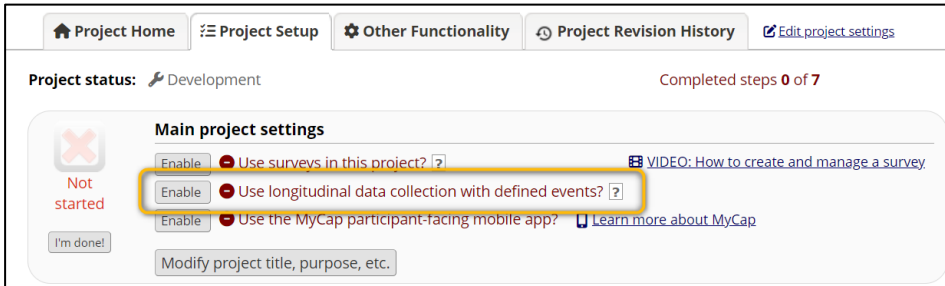 Project Home Project Setup Other Functionality Project Revision History Edit project settings
Project status: Development Completed steps 0 of 7
Main project settings
Enable Use surveys in this project? ? VIDEO: How to create and manage a survey
Not started
Enable Use longitudinal data collection with defined events? ?
Enable Use the MyCap participant-facing mobile app? Learn more about MyCap
I'm done!
Modify project title, purpose, etc.